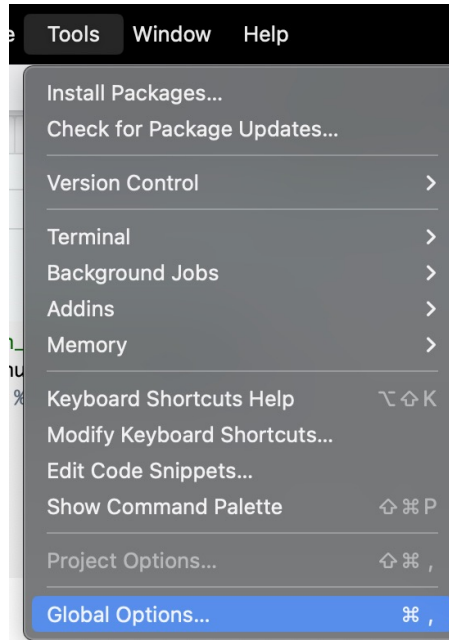 Tools Window Help
Install Packages...
Check for Package Updates...
Version Control
Terminal
Background Jobs
Addins
Memory
Keyboard Shortcuts Help ⌥⇧K
Modify Keyboard Shortcuts...
Edit Code Snippets...
Show Command Palette ⇧⌘P
Project Options... ⇧⌘,
Global Options... ⌘,